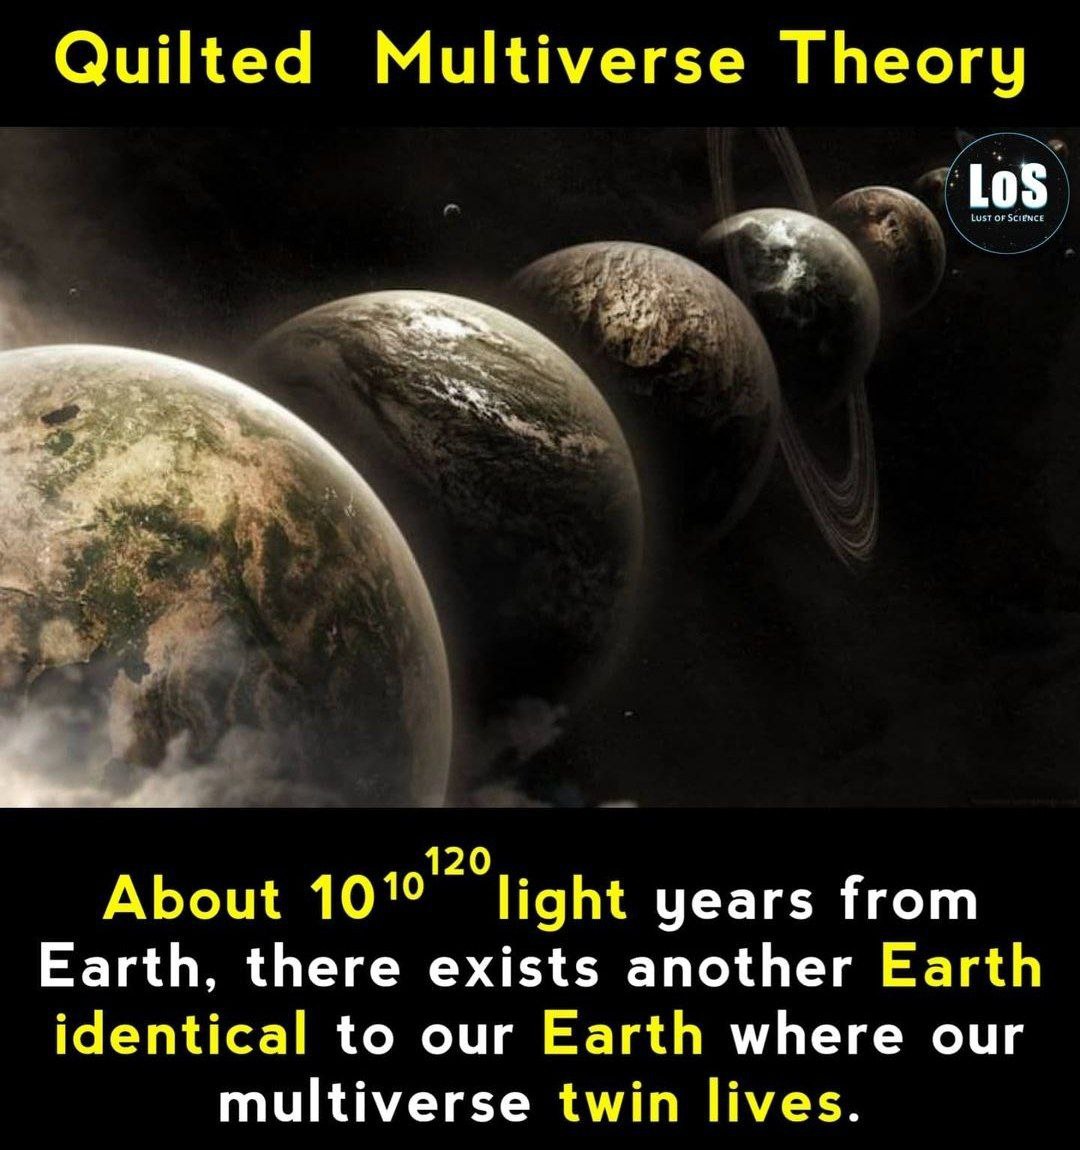 Quilted Multiverse Theory
LoS
LUST OF SCIENCE
About 10^10^120 light years from
Earth, there exists another Earth
identical to our Earth where our
multiverse twin lives.